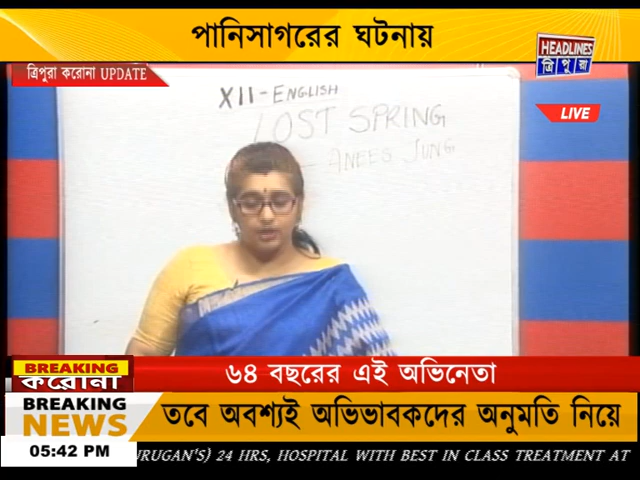 পানিসাগরের ঘটনায়
HEADLINES
ত্রিপুরা
ত্রিপুরা করোনা UPDATE
LIVE
XII - ENGLISH
LOST SPRING
- ANEES JUNG
BREAKING
করোনা
৬৪ বছরের এই অভিনেতা
BREAKING
NEWS
তবে অবশ্যই অভিভাবকদের অনুমতি নিয়ে
05:42 PM
URUGAN'S) 24 HRS, HOSPITAL WITH BEST IN CLASS TREATMENT AT